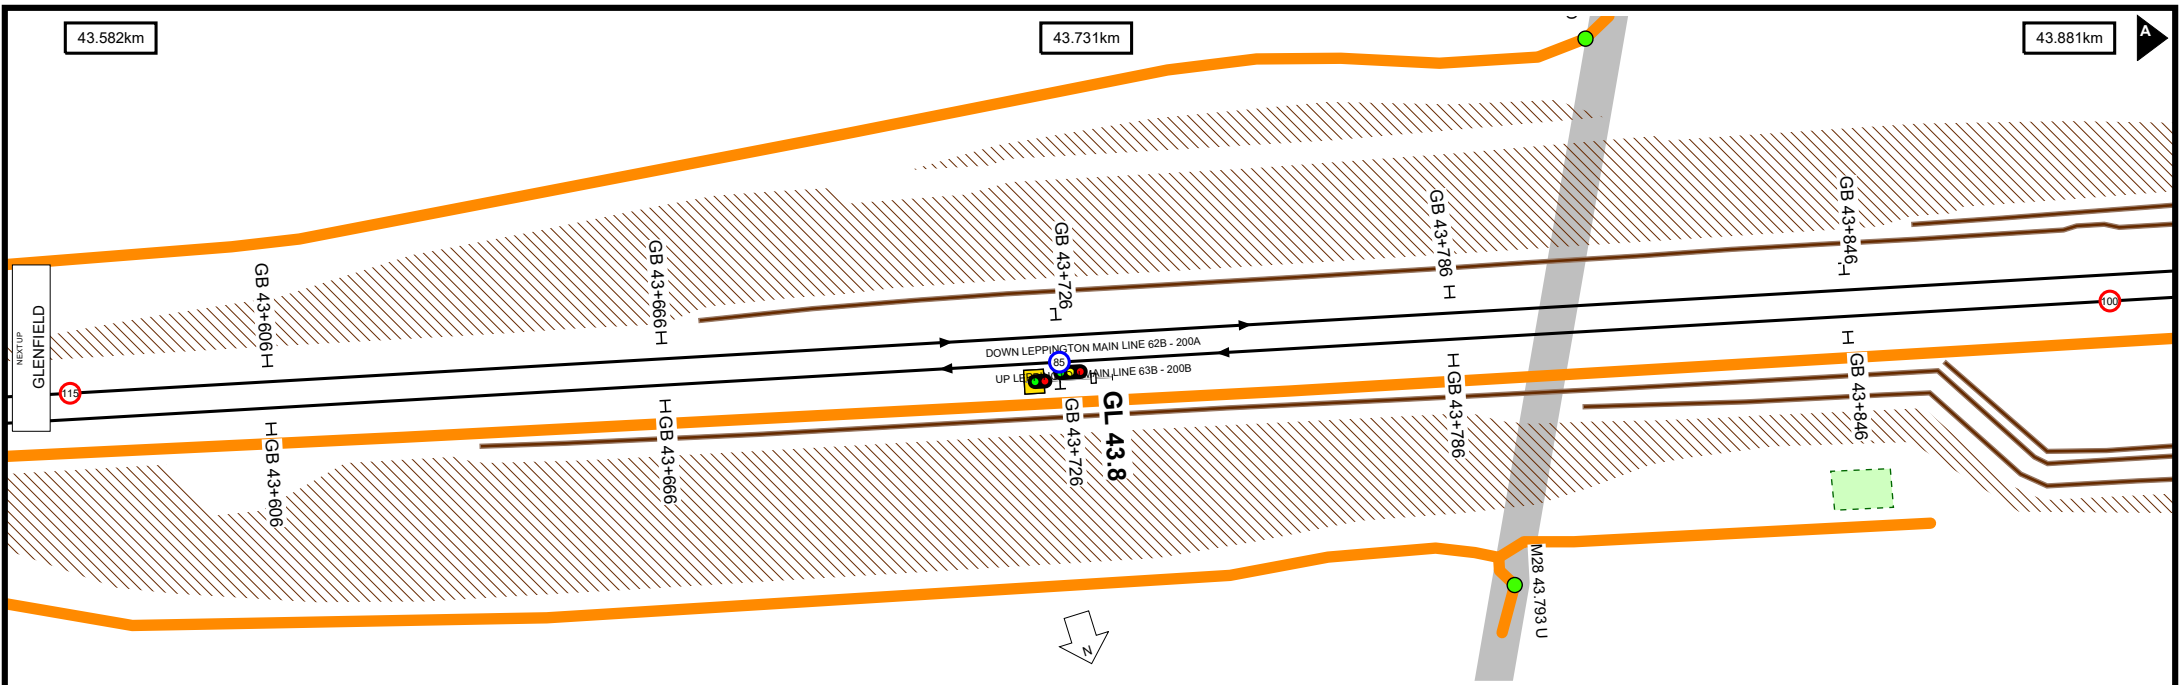 43.582km
43.731km
43.881km
A
GB 43+606
GB 43+666
GB 43+726
GB 43+786
GB 43+846
NEXT UP
GLENFIELD
DOWN LEPPINGTON MAIN LINE 62B - 200A
100
85
115
MAIN LINE 63B - 200B
GL 43.8
GB 43+606
GB 43+666
GB 43+726
GB 43+786
GB 43+846
M28 43.793 U
N